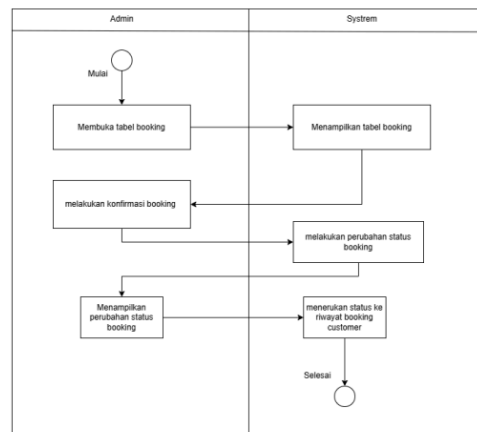 Admin
Systrem
Mulai
Membuka tabel booking
Menampilkan tabel booking
melakukan konfirmasi booking
melakukan perubahan status
booking
Menampilkan
perubahan status
booking
menerukan status ke
riwayat booking
customer
Selesai